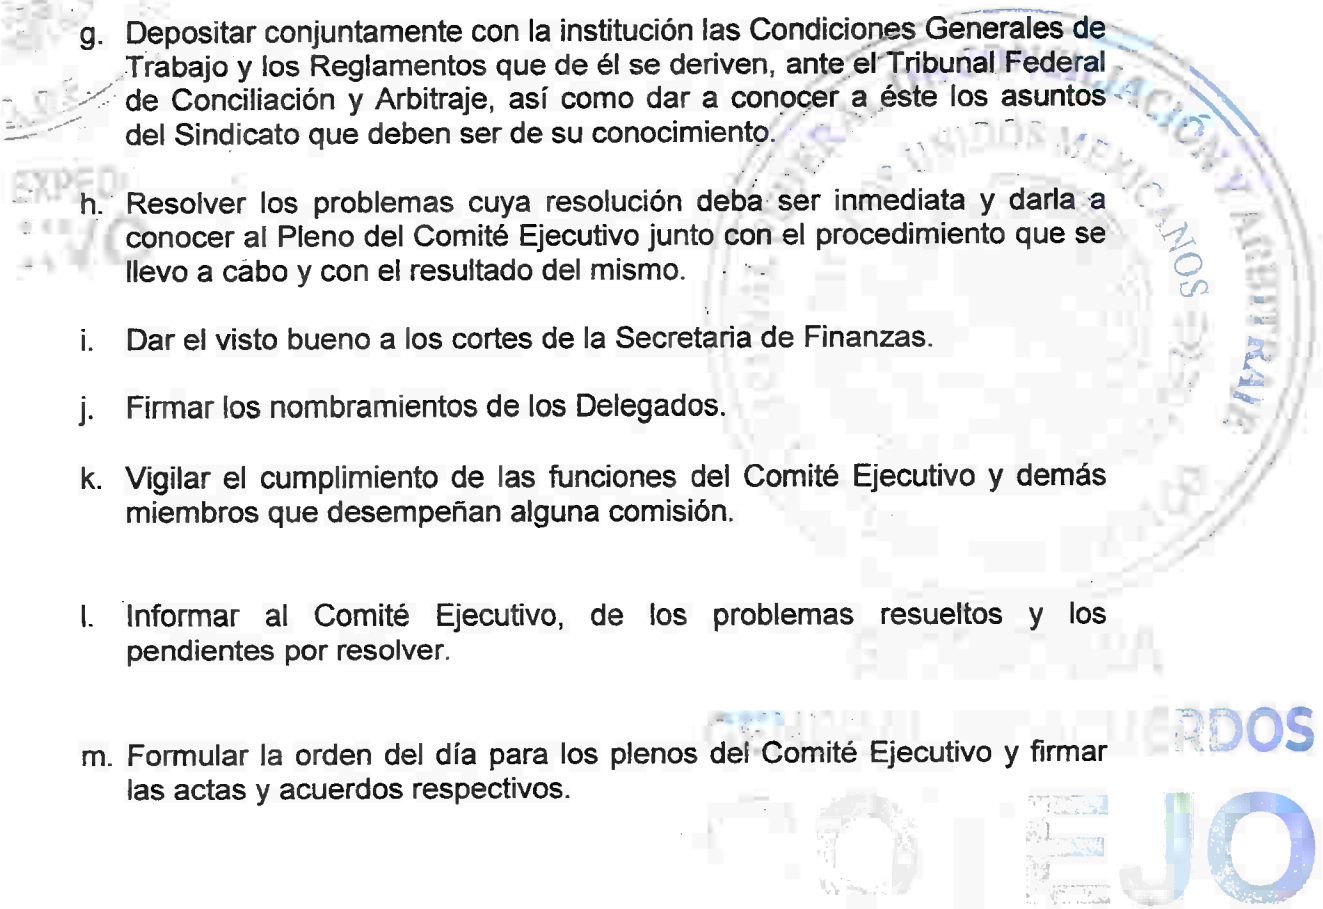 g. Depositar conjuntamente con la institución las Condiciones Generales de
Trabajo y los Reglamentos que de él se deriven, ante el Tribunal Federal
de Conciliación y Arbitraje, así como dar a conocer a éste los asuntos
del Sindicato que deben ser de su conocimiento.
h. Resolver los problemas cuya resolución deba ser inmediata y darla a
conocer al Pleno del Comité Ejecutivo junto con el procedimiento que se
llevo a cabo y con el resultado del mismo.
i. Dar el visto bueno a los cortes de la Secretaria de Finanzas.
j. Firmar los nombramientos de los Delegados.
k. Vigilar el cumplimiento de las funciones del Comité Ejecutivo y demás
miembros que desempeñan alguna comisión.
l. Informar al Comité Ejecutivo, de los problemas resueltos y los
pendientes por resolver.
m. Formular la orden del día para los plenos del Comité Ejecutivo y firmar
las actas y acuerdos respectivos.
UNIDOS MEXICANOS
Y ARBITRAJE
COTEJO